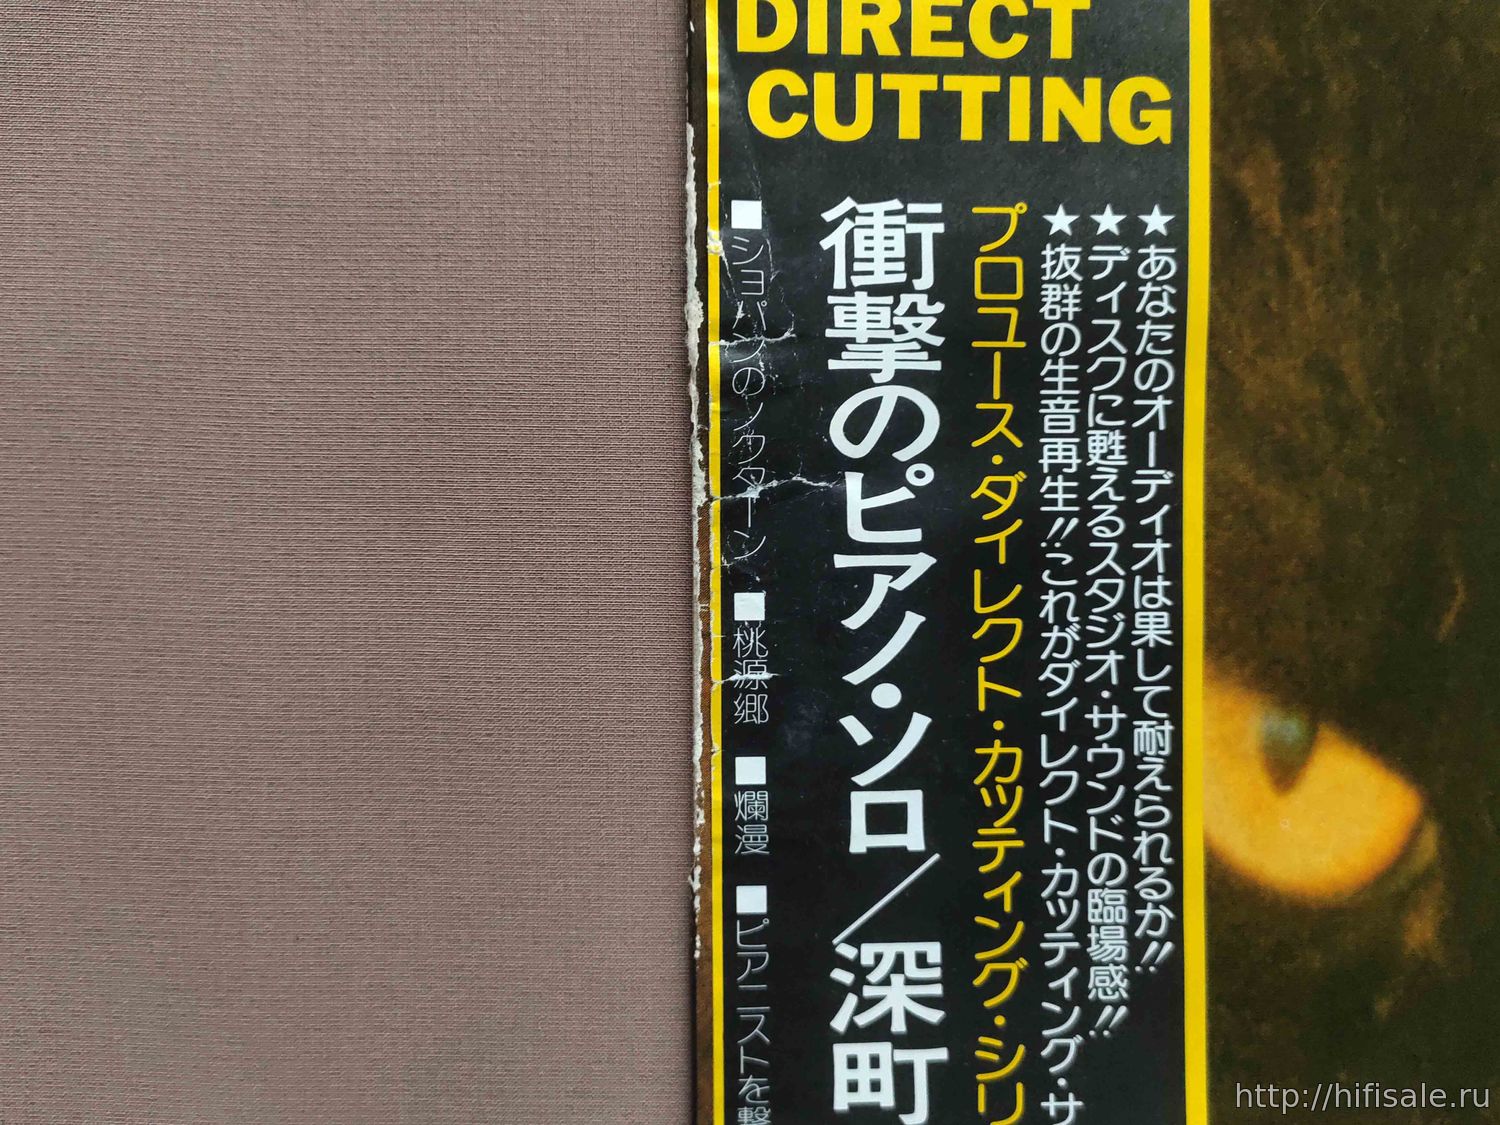 DIRECT
CUTTING
★あなたのオーディオは果して耐えられるか!!
★ディスクに甦えるスタジオ・サウンドの臨場感!!
★抜群の生音再生!!これがダイレクト・カッティング・サ
プロユース・ダイレクト・カッティング・シリ
衝撃のピアノ・ソロ／深町
■ショパンのノクターン ■桃源郷 ■爛漫 ■ピアニストを撃
http://hifisale.ru